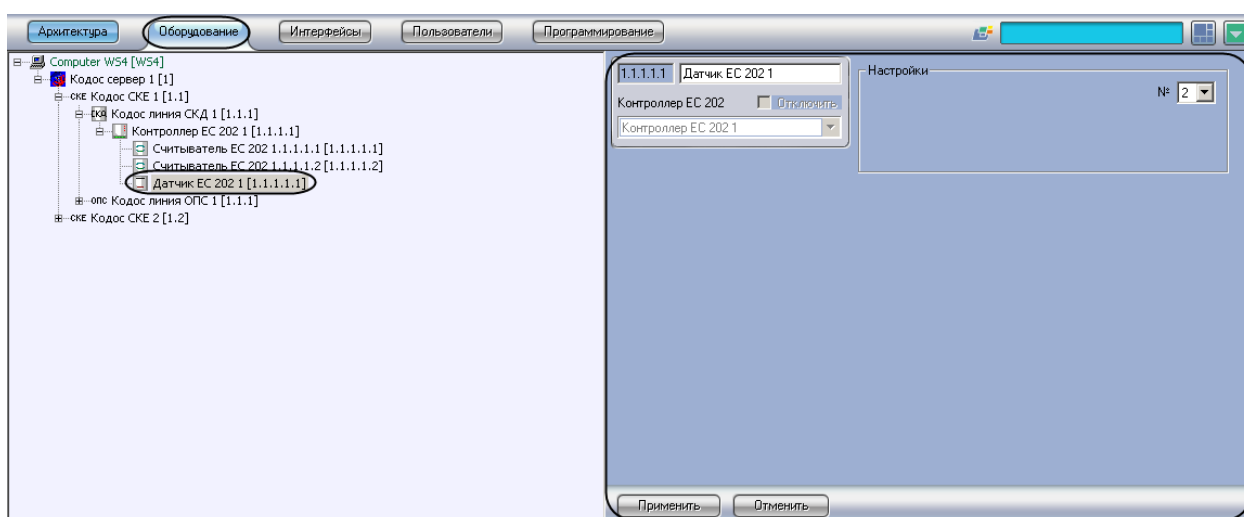 Архитектура Оборудование Интерфейсы Пользователи Программирование
Computer WS4 [WS4]
Кодос сервер 1 [1]
СКЕ Кодос СКЕ 1 [1.1]
СКД Кодос линия СКД 1 [1.1.1]
Контроллер ЕС 202 1 [1.1.1.1]
Считыватель ЕС 202 1.1.1.1.1 [1.1.1.1.1]
Считыватель ЕС 202 1.1.1.1.2 [1.1.1.1.2]
Датчик ЕС 202 1 [1.1.1.1.1]
опс Кодос линия ОПС 1 [1.1.1]
СКЕ Кодос СКЕ 2 [1.2]
1.1.1.1.1 Датчик ЕС 202 1
Контроллер ЕС 202 Отключить
Контроллер ЕС 202 1
Настройки
№ 2
Применить Отменить